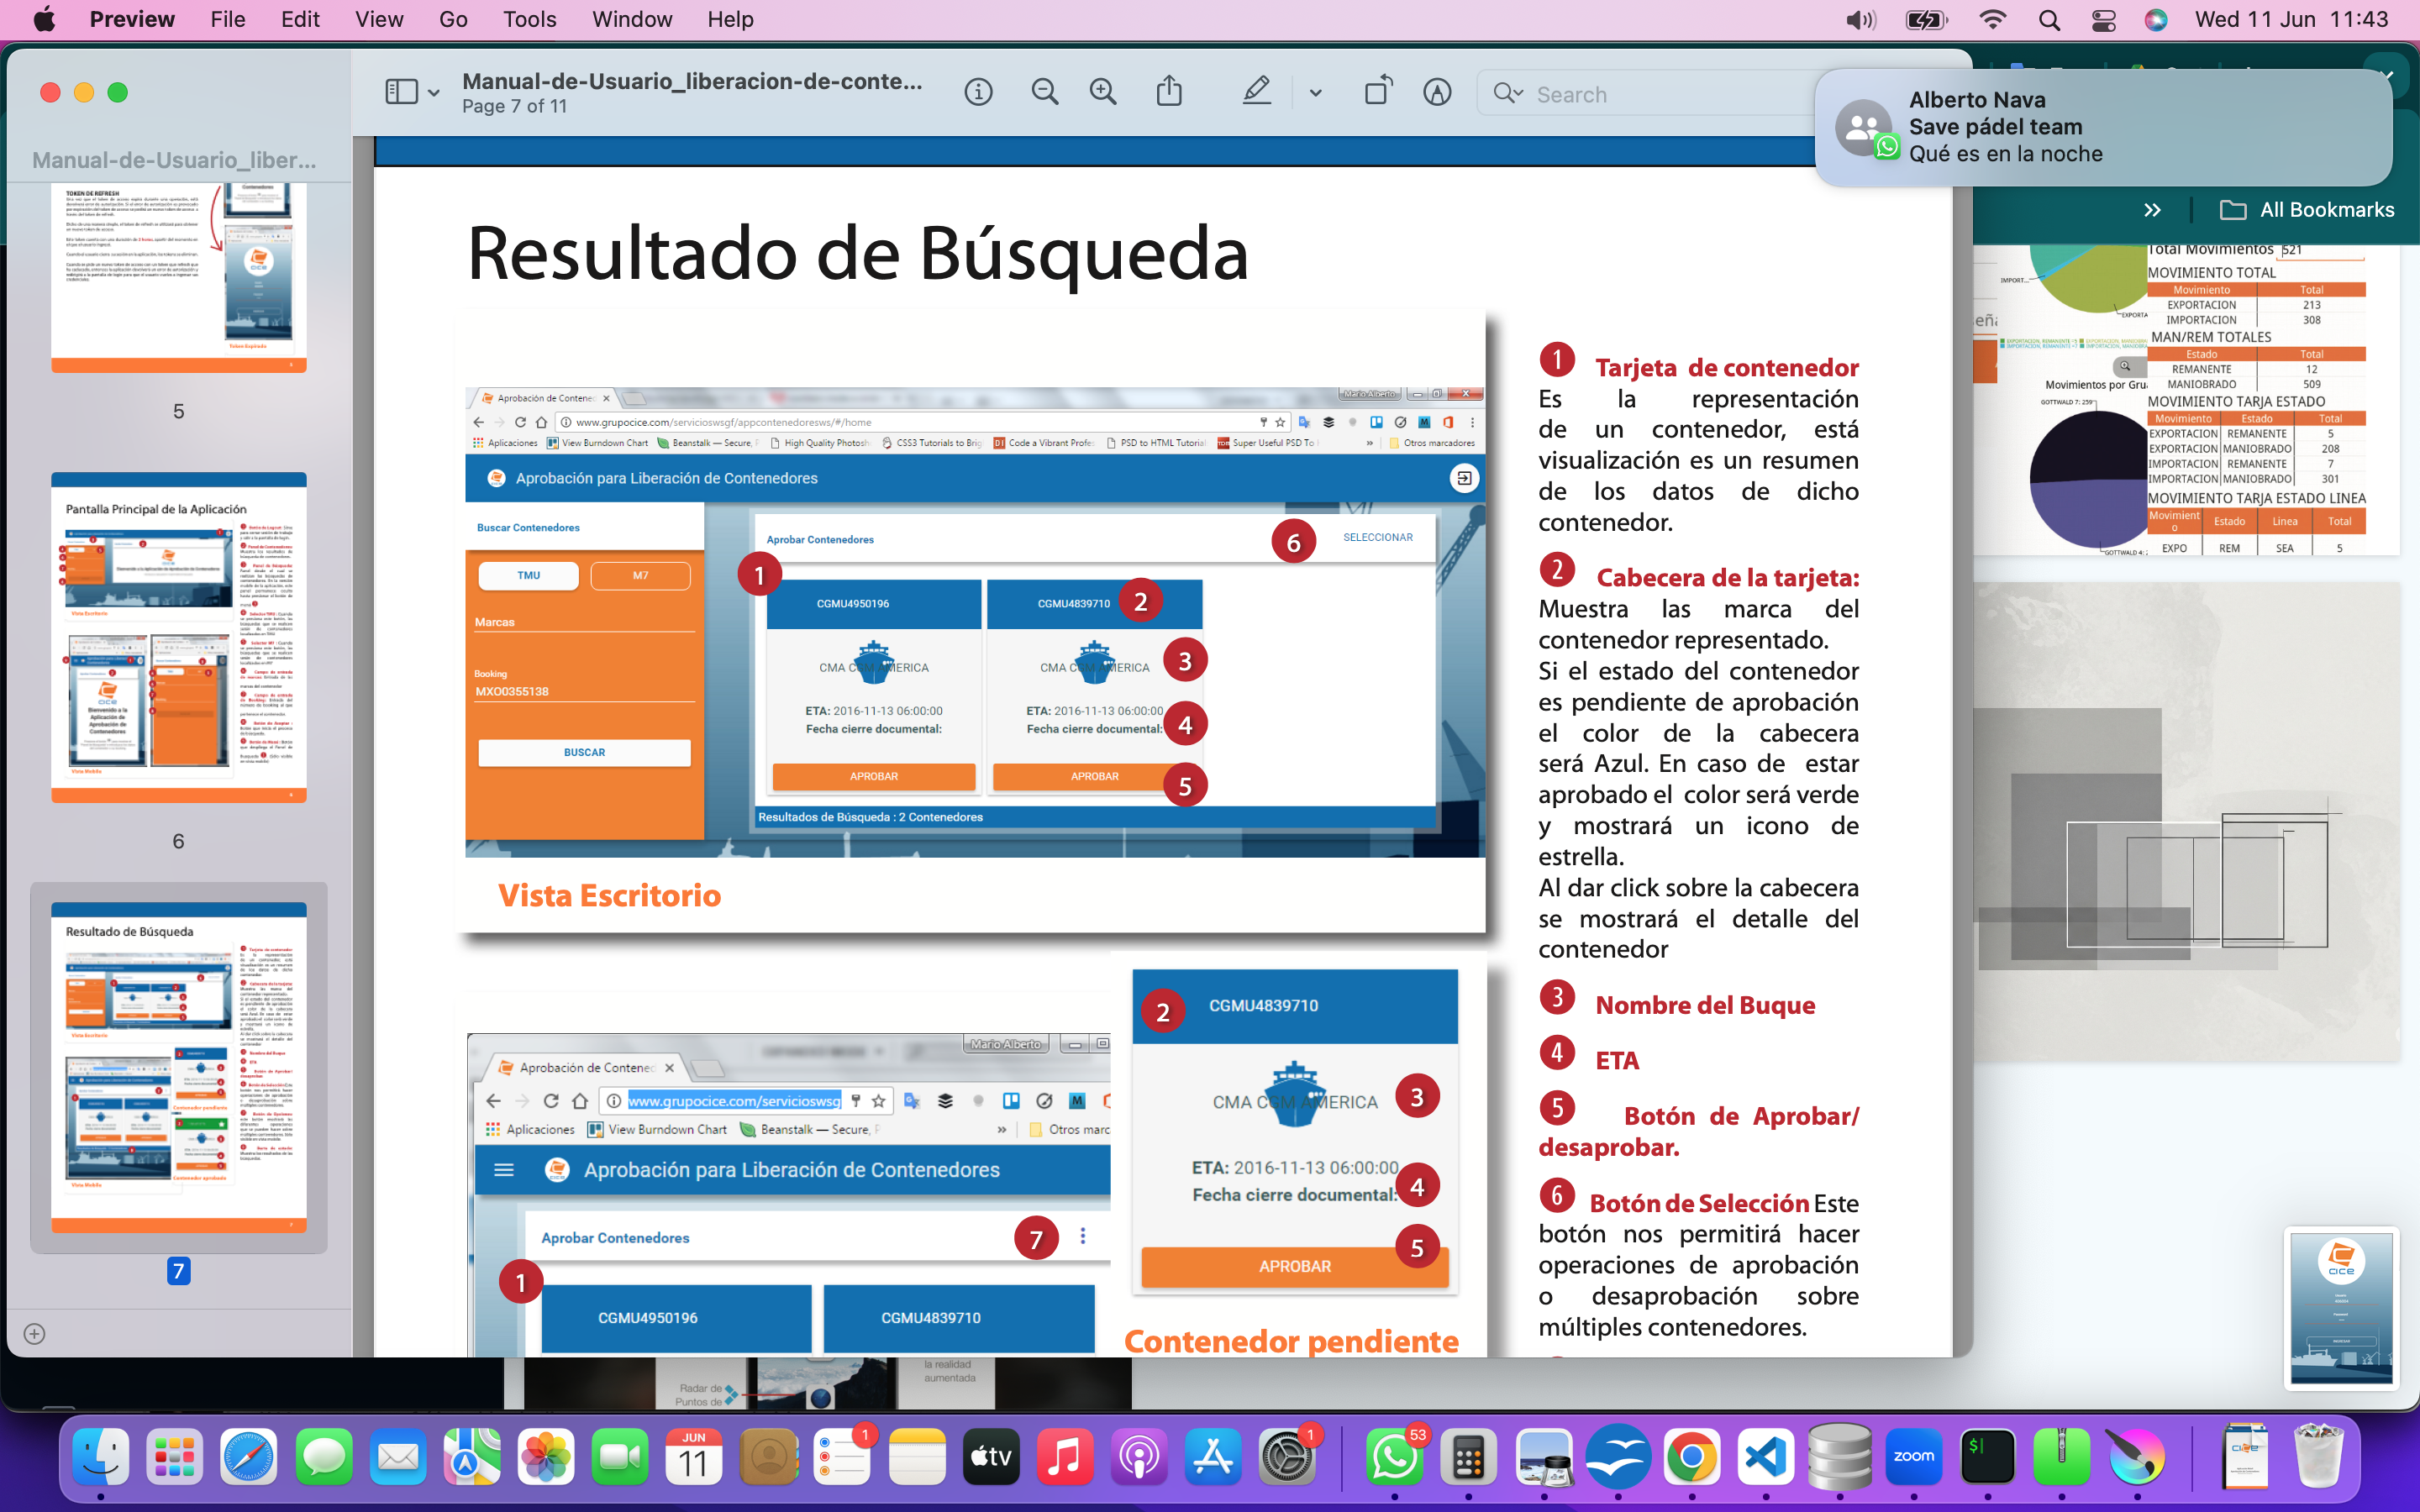 Preview File Edit View Go Tools Window Help
Wed 11 Jun 11:43
Manual-de-Usuario_liber...
Manual-de-Usuario_liberacion-de-conte...
Page 7 of 11
Search
Alberto Nava
Save pádel team
Qué es en la noche
All Bookmarks
TOKEN DE REFRESH
5
Pantalla Principal de la Aplicación
6
Resultado de Búsqueda
7
Resultado de Búsqueda
Aprobación de Contene
Mario Alberto
www.grupocice.com/servicioswsgf/appcontenedoresws/#/home
Aplicaciones View Burndown Chart Beanstalk — Secure, High Quality Photosh CSS3 Tutorials to Brig Code a Vibrant Profes PSD to HTML Tutorial Super Useful PSD To » Otros marcadores
Aprobación para Liberación de Contenedores
Buscar Contenedores
TMU M7
Marcas
Booking
MXO0355138
BUSCAR
Aprobar Contenedores
6 SELECCIONAR
1
CGMU4950196 CGMU4839710 2
CMA CGM AMERICA CMA CGM AMERICA 3
ETA: 2016-11-13 06:00:00 ETA: 2016-11-13 06:00:00
Fecha cierre documental: Fecha cierre documental: 4
APROBAR APROBAR 5
Resultados de Búsqueda : 2 Contenedores
Vista Escritorio
Mario Alberto
Aprobación de Contenec
www.grupocice.com/servicioswsg
Aplicaciones View Burndown Chart Beanstalk — Secure, » Otros marc
Aprobación para Liberación de Contenedores
Aprobar Contenedores 7
1
CGMU4950196 CGMU4839710
2 CGMU4839710
CMA CGM AMERICA 3
ETA: 2016-11-13 06:00:00
Fecha cierre documental: 4
5
APROBAR
Contenedor pendiente
1 Tarjeta de contenedor
Es la representación
de un contenedor, está
visualización es un resumen
de los datos de dicho
contenedor.
2 Cabecera de la tarjeta:
Muestra las marca del
contenedor representado.
Si el estado del contenedor
es pendiente de aprobación
el color de la cabecera
será Azul. En caso de estar
aprobado el color será verde
y mostrará un icono de
estrella.
Al dar click sobre la cabecera
se mostrará el detalle del
contenedor
3 Nombre del Buque
4 ETA
5 Botón de Aprobar/
desaprobar.
6 Botón de Selección Este
botón nos permitirá hacer
operaciones de aprobación
o desaprobación sobre
múltiples contenedores.
Total Movimientos 521
MOVIMIENTO TOTAL
Movimiento Total
EXPORTACION 213
IMPORTACION 308
MAN/REM TOTALES
Estado Total
REMANENTE 12
MANIOBRADO 509
MOVIMIENTO TARJA ESTADO
Movimiento Estado Total
EXPORTACION REMANENTE 5
EXPORTACION MANIOBRADO 208
IMPORTACION REMANENTE 7
IMPORTACION MANIOBRADO 301
MOVIMIENTO TARJA ESTADO LINEA
Movimient
o Estado Linea Total
EXPO REM SEA 5
IMPORT...
EXPORTA
Movimientos por Gru
GOTTWALD 7: 259
GOTTWALD 4:
cice
Radar de
Puntos de
la realidad
aumentada
JUN
11
1
tv
1
53
zoom
$